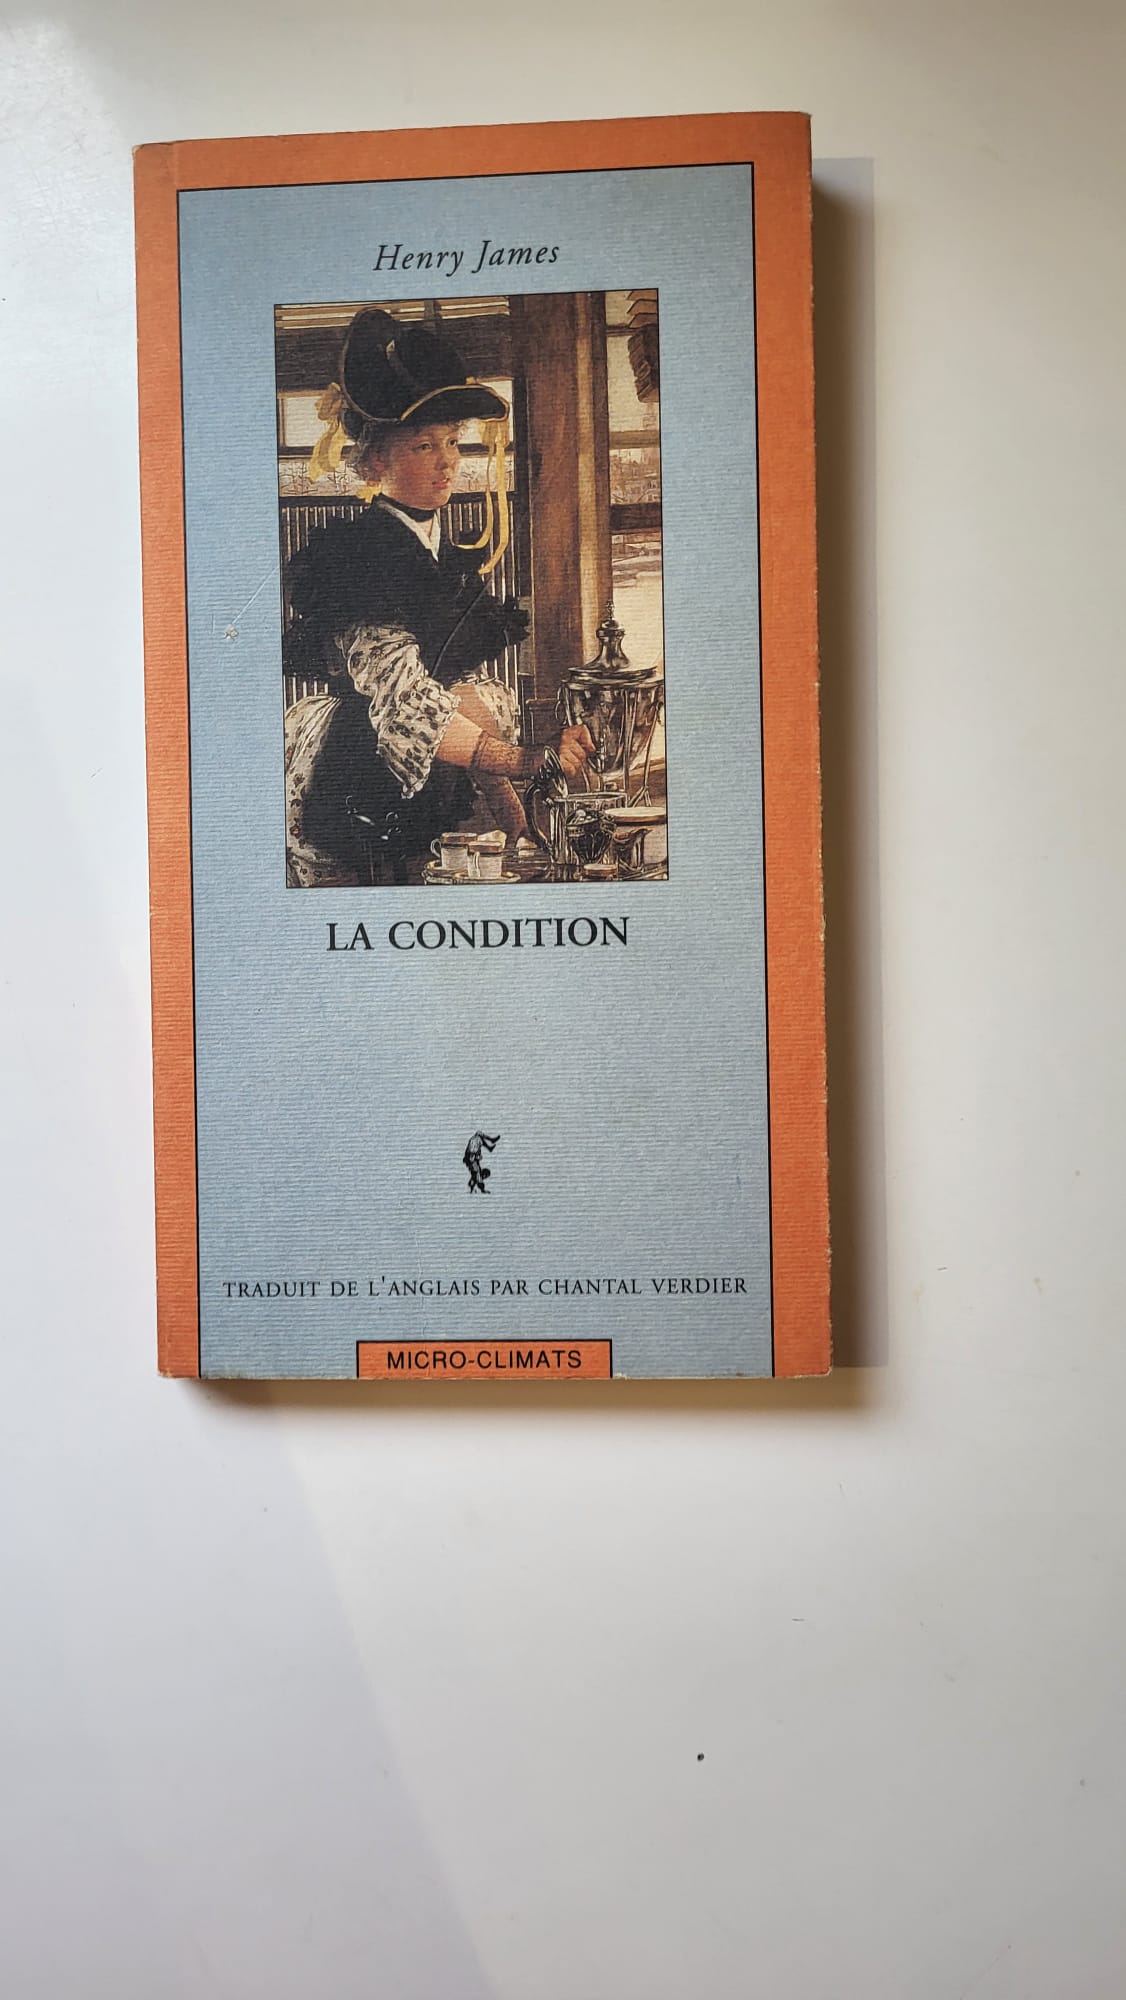 Henry James
LA CONDITION
TRADUIT DE L'ANGLAIS PAR CHANTAL VERDIER
MICRO-CLIMATS